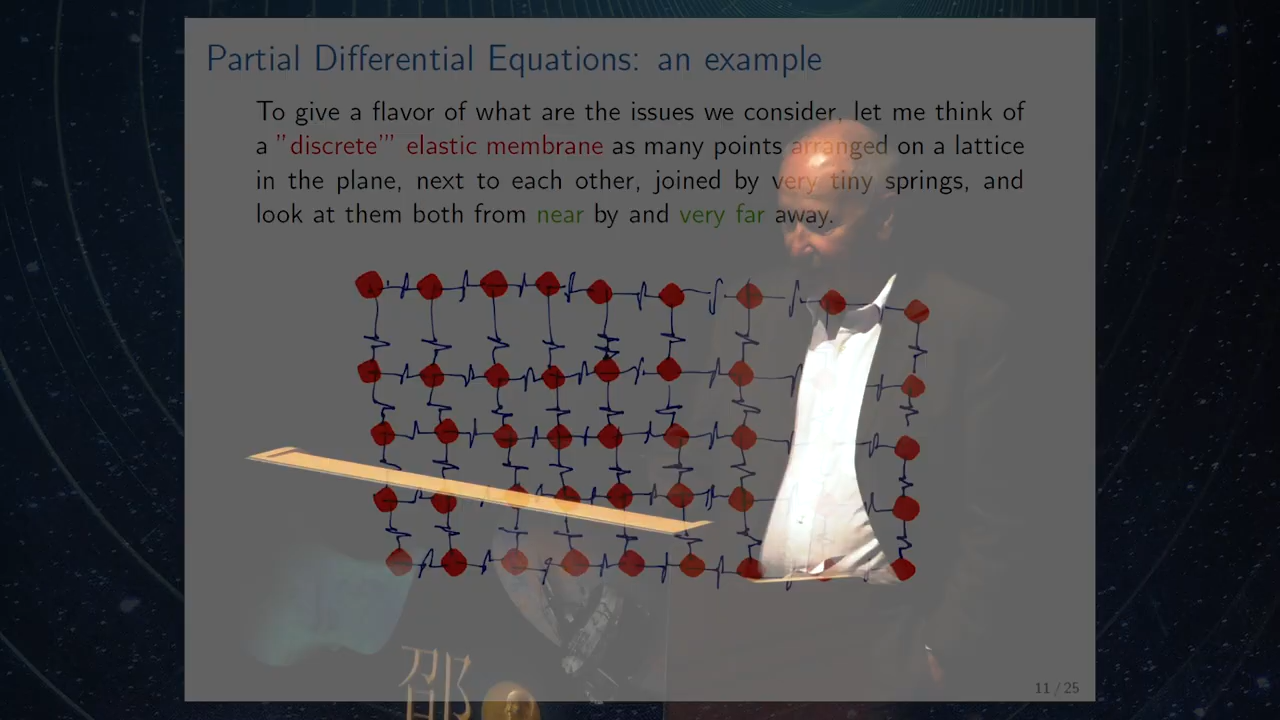 Partial Differential Equations: an example
To give a flavor of what are the issues we consider, let me think of
a "discrete'" elastic membrane as many points arranged on a lattice
in the plane, next to each other, joined by very tiny springs, and
look at them both from near by and very far away.
邵
11 / 25